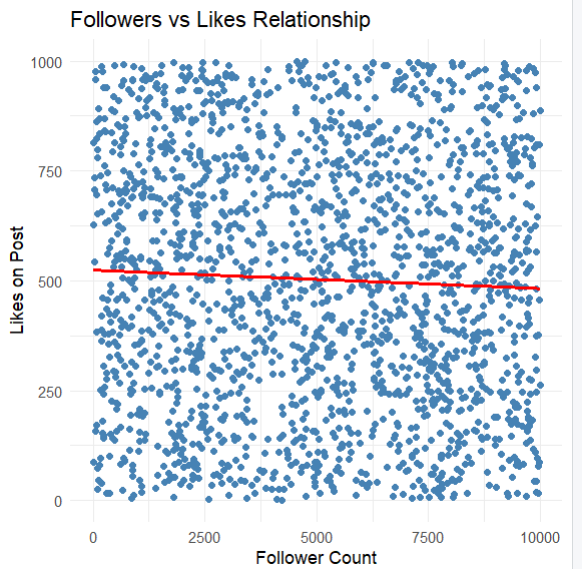 Followers vs Likes Relationship
1000
750
500
250
0
Likes on Post
0 2500 5000 7500 10000
Follower Count